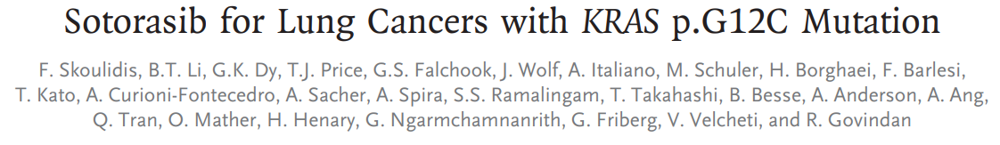 Sotorasib for Lung Cancers with KRAS p.G12C Mutation
F. Skoulidis, B.T. Li, G.K. Dy, T.J. Price, G.S. Falchook, J. Wolf, A. Italiano, M. Schuler, H. Borghaei, F. Barlesi,
T. Kato, A. Curioni-Fontecedro, A. Sacher, A. Spira, S.S. Ramalingam, T. Takahashi, B. Besse, A. Anderson, A. Ang,
Q. Tran, O. Mather, H. Henary, G. Ngarmchamnanrith, G. Friberg, V. Velcheti, and R. Govindan